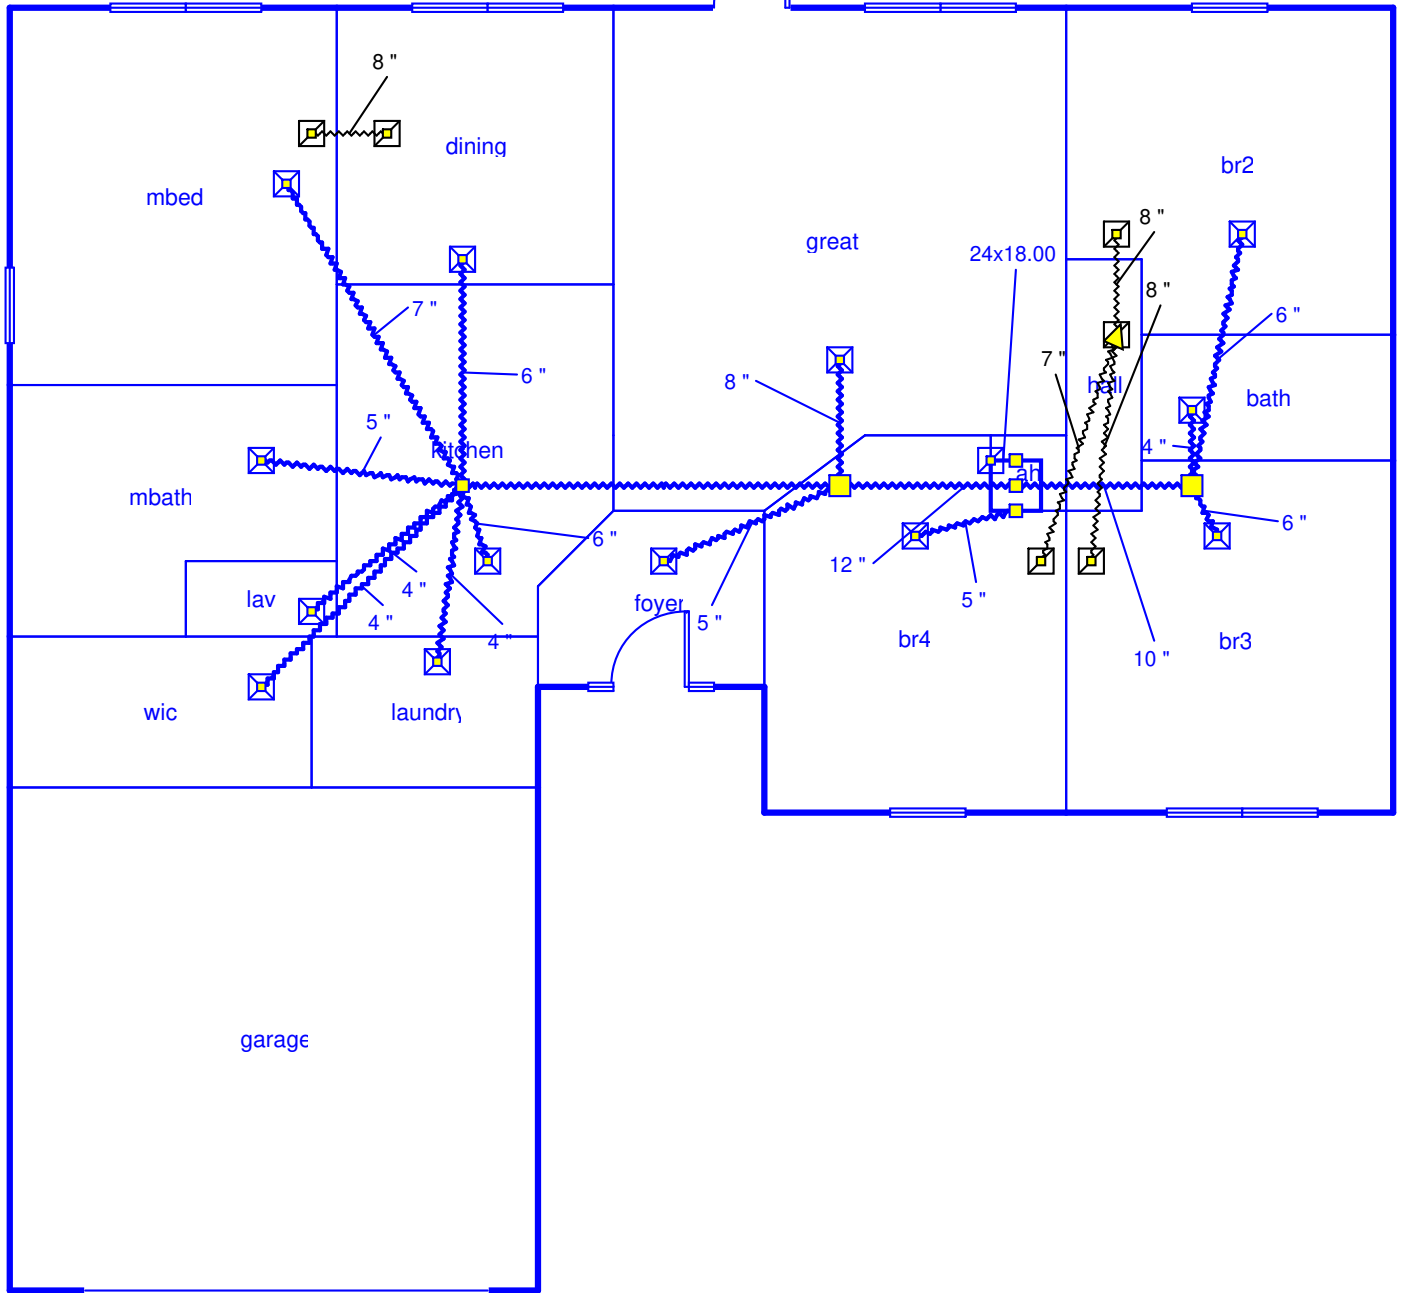 8 "
dining
br2
mbed
8 "
great
24x18.00
8 "
7 "
6 "
7 "
6 "
8 "
hall
bath
5 "
kitchen
4 "
ah
mbath
6 "
6 "
12 "
4 "
5 "
lav
foyer
4 "
5 "
4 "
br4
br3
10 "
wic
laundry
garage